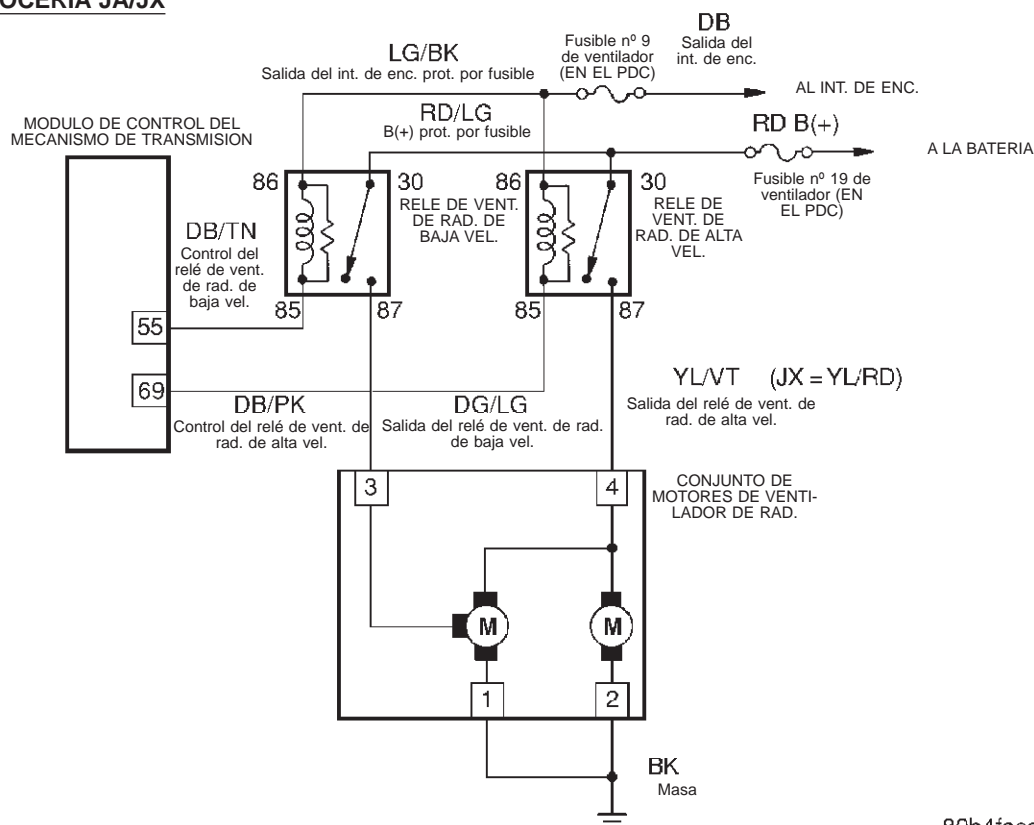 OCERIA JA/JX
DB
Salida del
int. de enc.
Fusible nº 9
de ventilador
(EN EL PDC)
LG/BK
Salida del int. de enc. prot. por fusible
AL INT. DE ENC.
RD/LG
B(+) prot. por fusible
RD B(+)
A LA BATERIA
Fusible nº 19 de
ventilador (EN
EL PDC)
MODULO DE CONTROL DEL
MECANISMO DE TRANSMISION
86
30
RELE DE VENT.
DE RAD. DE
BAJA VEL.
86
30
RELE DE
VENT. DE
RAD. DE ALTA
VEL.
DB/TN
Control del
relé de vent.
de rad. de
baja vel.
85
87
85
87
55
69
DB/PK
Control del relé de vent. de
rad. de alta vel.
DG/LG
Salida del relé de vent. de rad.
de baja vel.
YL/VT (JX = YL/RD)
Salida del relé de vent. de
rad. de alta vel.
3
4
CONJUNTO DE
MOTORES DE VENTI-
LADOR DE RAD.
M
M
1
2
BK
Masa